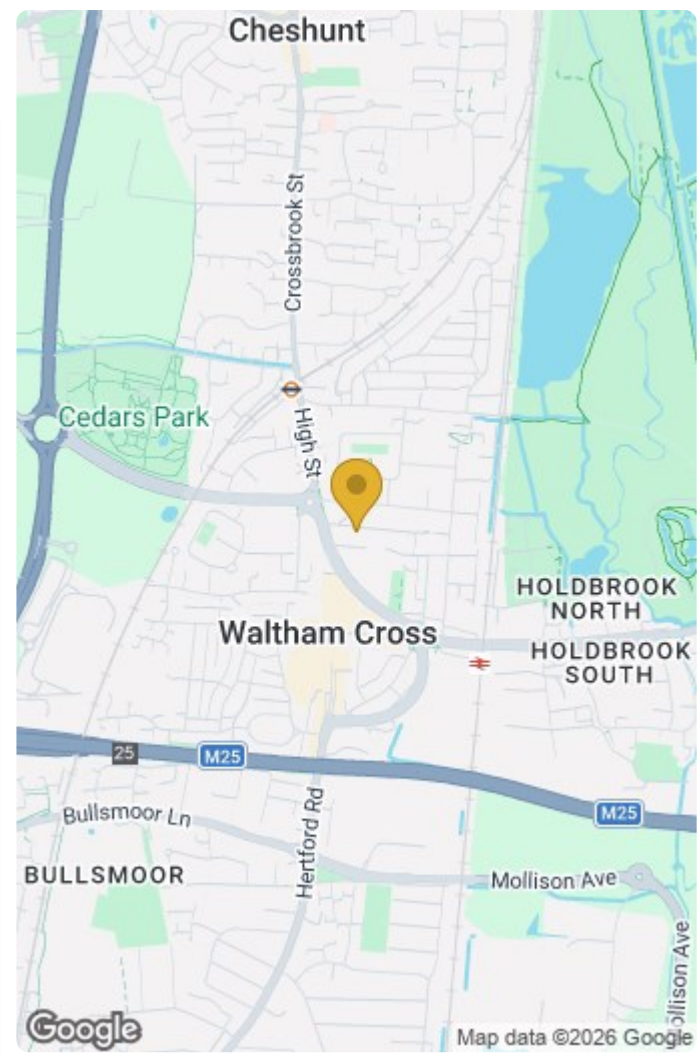 Cheshunt
Crossbrook St
Cedars Park
High St
HOLDBROOK
NORTH
Waltham Cross
HOLDBROOK
SOUTH
25
M25
M25
Bullsmoor Ln
Hertford Rd
BULLSMOOR
Mollison Ave
ollison Ave
Google
Map data ©2026 Google